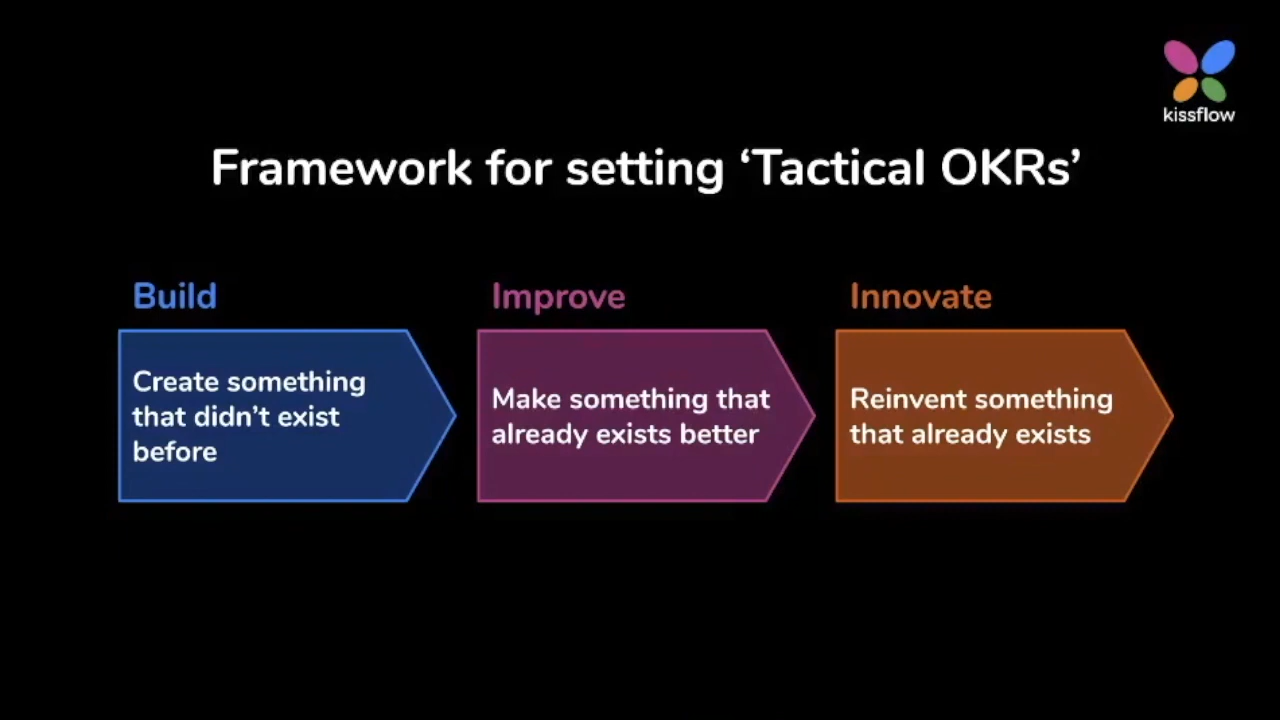 kissflow
Framework for setting ‘Tactical OKRs’
Build
Create something
that didn’t exist
before
Improve
Make something that
already exists better
Innovate
Reinvent something
that already exists